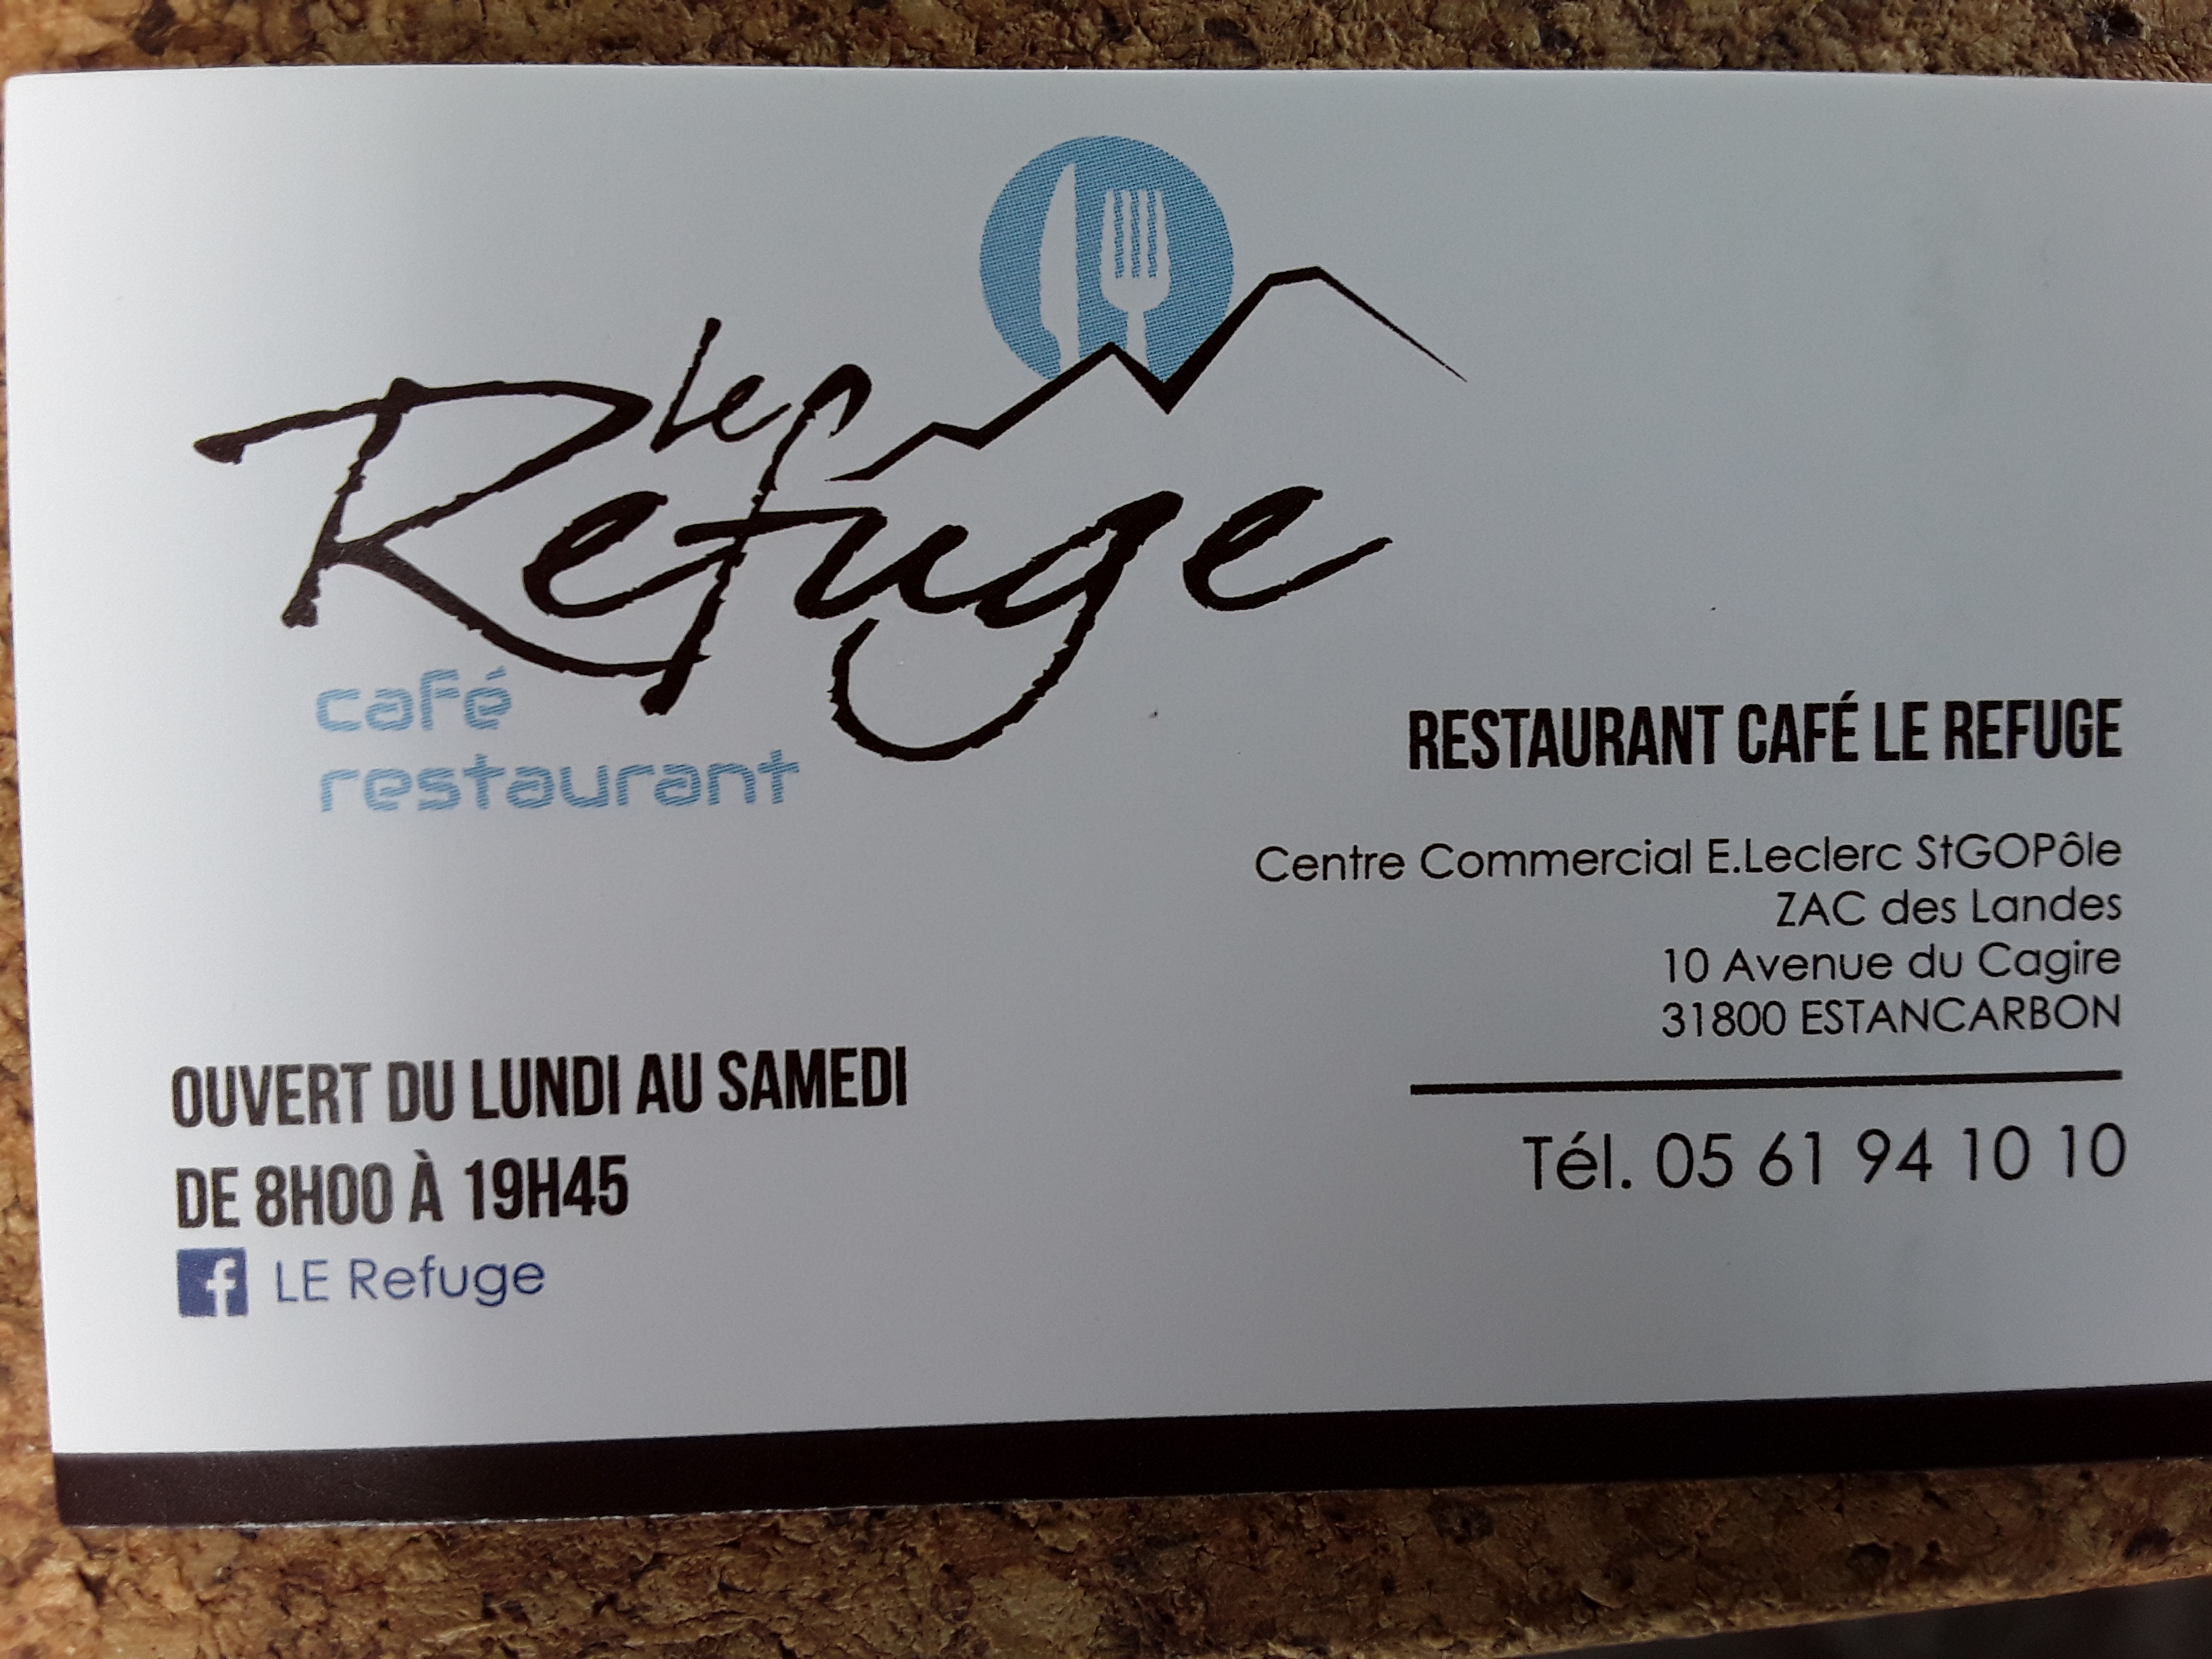 le
Refuge
café
restaurant
RESTAURANT CAFÉ LE REFUGE
Centre Commercial E.Leclerc StGOPôle
ZAC des Landes
10 Avenue du Cagire
31800 ESTANCARBON
Tél. 05 61 94 10 10
OUVERT DU LUNDI AU SAMEDI
DE 8H00 À 19H45
f LE Refuge